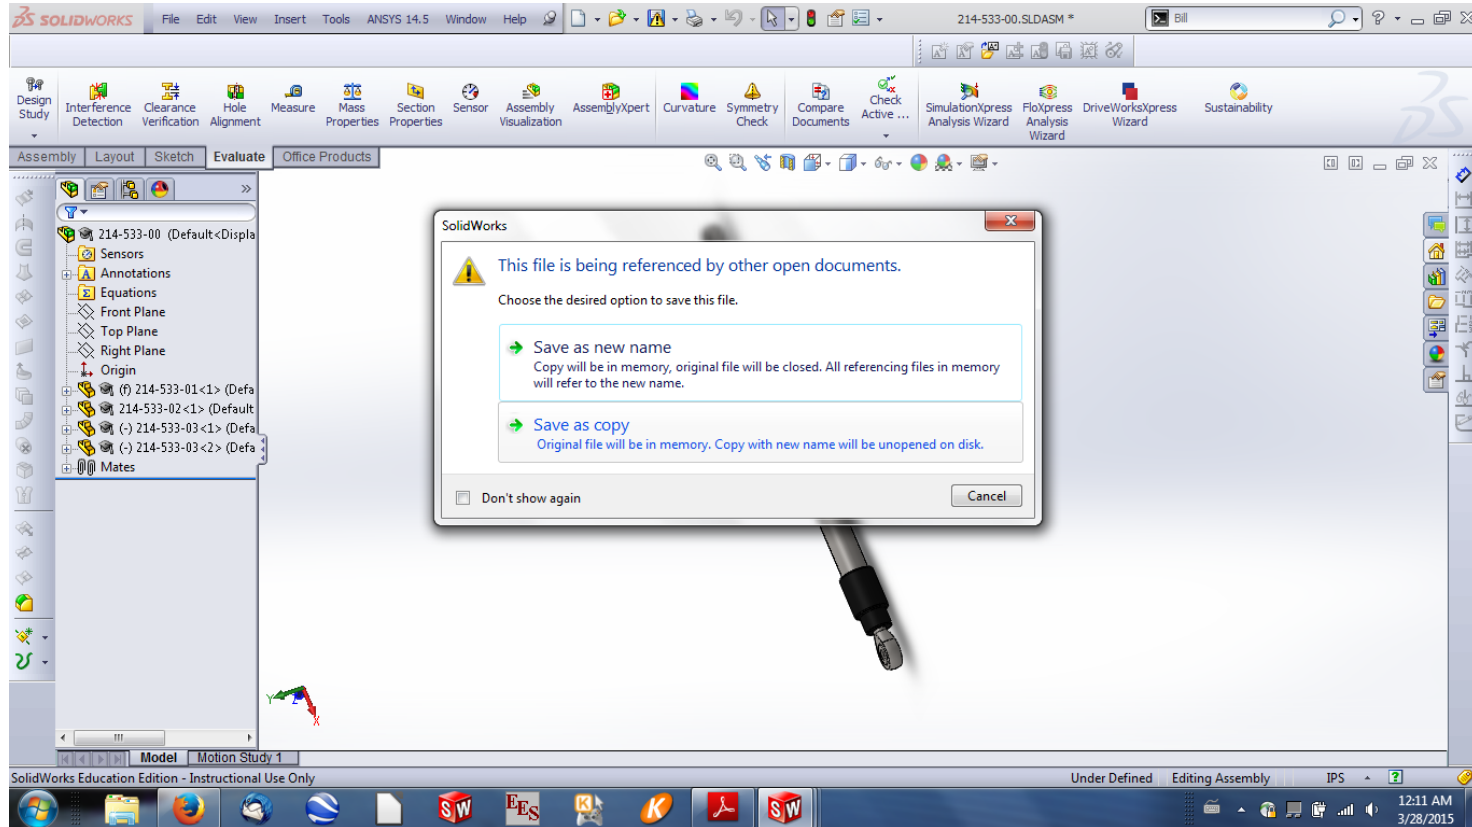 SOLIDWORKS File Edit View Insert Tools ANSYS 14.5 Window Help 214-533-00.SLDASM * Bill
Design Study
Interference Detection
Clearance Verification
Hole Alignment
Measure
Mass Properties
Section Properties
Sensor
Assembly Visualization
AssemblyXpert
Curvature
Symmetry Check
Compare Documents
Check Active ...
SimulationXpress Analysis Wizard
FloXpress Analysis Wizard
DriveWorksXpress Wizard
Sustainability
Assembly Layout Sketch Evaluate Office Products
214-533-00 (Default<Displa
Sensors
Annotations
Equations
Front Plane
Top Plane
Right Plane
Origin
(f) 214-533-01<1> (Defa
214-533-02<1> (Default
(-) 214-533-03<1> (Defa
(-) 214-533-03<2> (Defa
Mates
SolidWorks
This file is being referenced by other open documents.
Choose the desired option to save this file.
Save as new name
Copy will be in memory, original file will be closed. All referencing files in memory
will refer to the new name.
Save as copy
Original file will be in memory. Copy with new name will be unopened on disk.
Don't show again
Cancel
Y Z X
Model Motion Study 1
SolidWorks Education Edition - Instructional Use Only Under Defined Editing Assembly IPS
SW EES K K SW
12:11 AM
3/28/2015